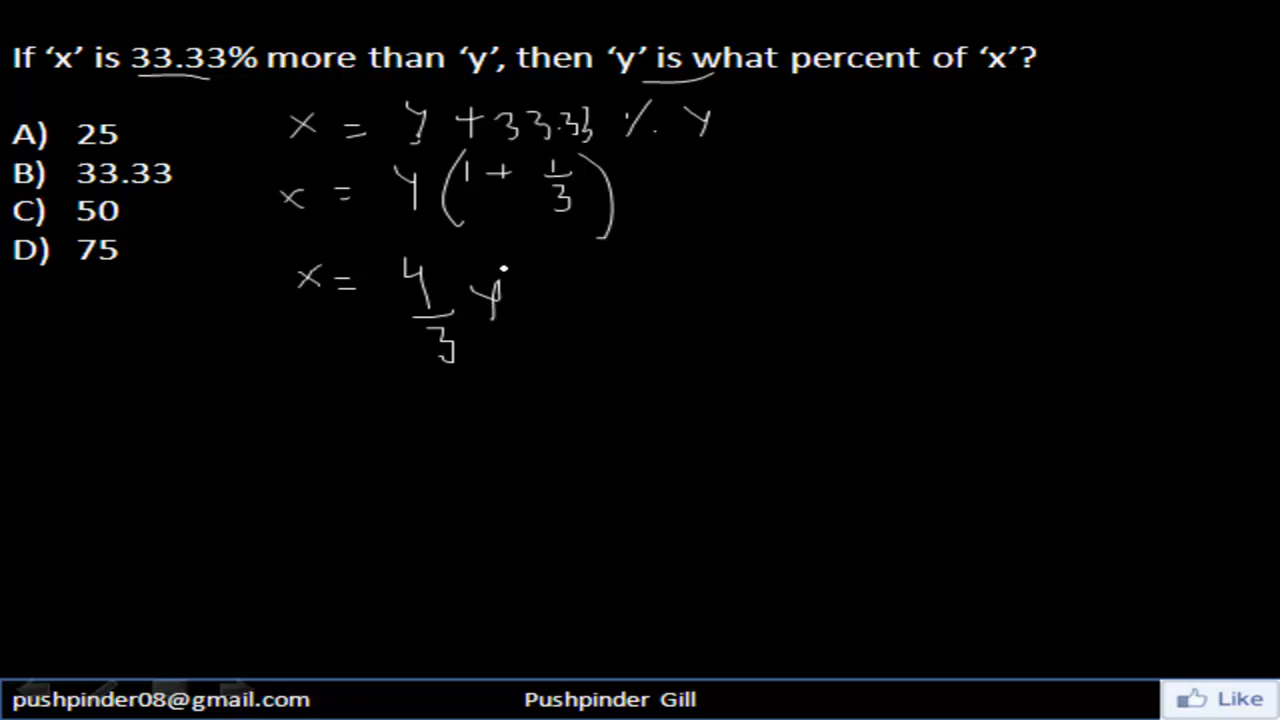 If ‘x’ is 33.33% more than ‘y’, then ‘y’ is what percent of ‘x’?
A) 25
B) 33.33
C) 50
D) 75
x = y + 33.33 % y
x = y (1 + 1/3)
x = 4/3 y
pushpinder08@gmail.com
Pushpinder Gill
Like